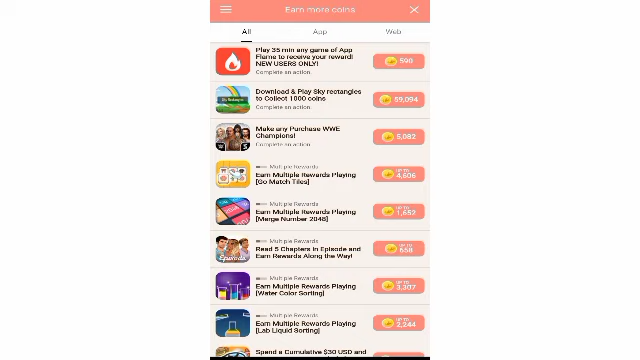 Earn more coins
All App Web
Play 35 min any game of App
Flame to receive your reward!
NEW USERS ONLY!
Complete an action.
590
Download & Play Sky rectangles
to Collect 1000 coins
Complete an action.
59,094
Make any Purchase WWE
Champions!
Complete an action.
5,082
Multiple Rewards
Earn Multiple Rewards Playing
[Go Match Tiles]
UP TO
4,606
Multiple Rewards
Earn Multiple Rewards Playing
[Merge Number 2048]
UP TO
1,652
Multiple Rewards
Read 5 Chapters in Episode and
Earn Rewards Along the Way!
Episode
UP TO
Multiple Rewards
Earn Multiple Rewards Playing
[Water Color Sorting]
UP TO
3,307
Multiple Rewards
Earn Multiple Rewards Playing
[Lab Liquid Sorting]
UP TO
2,244
Spend a Cumulative $30 USD and